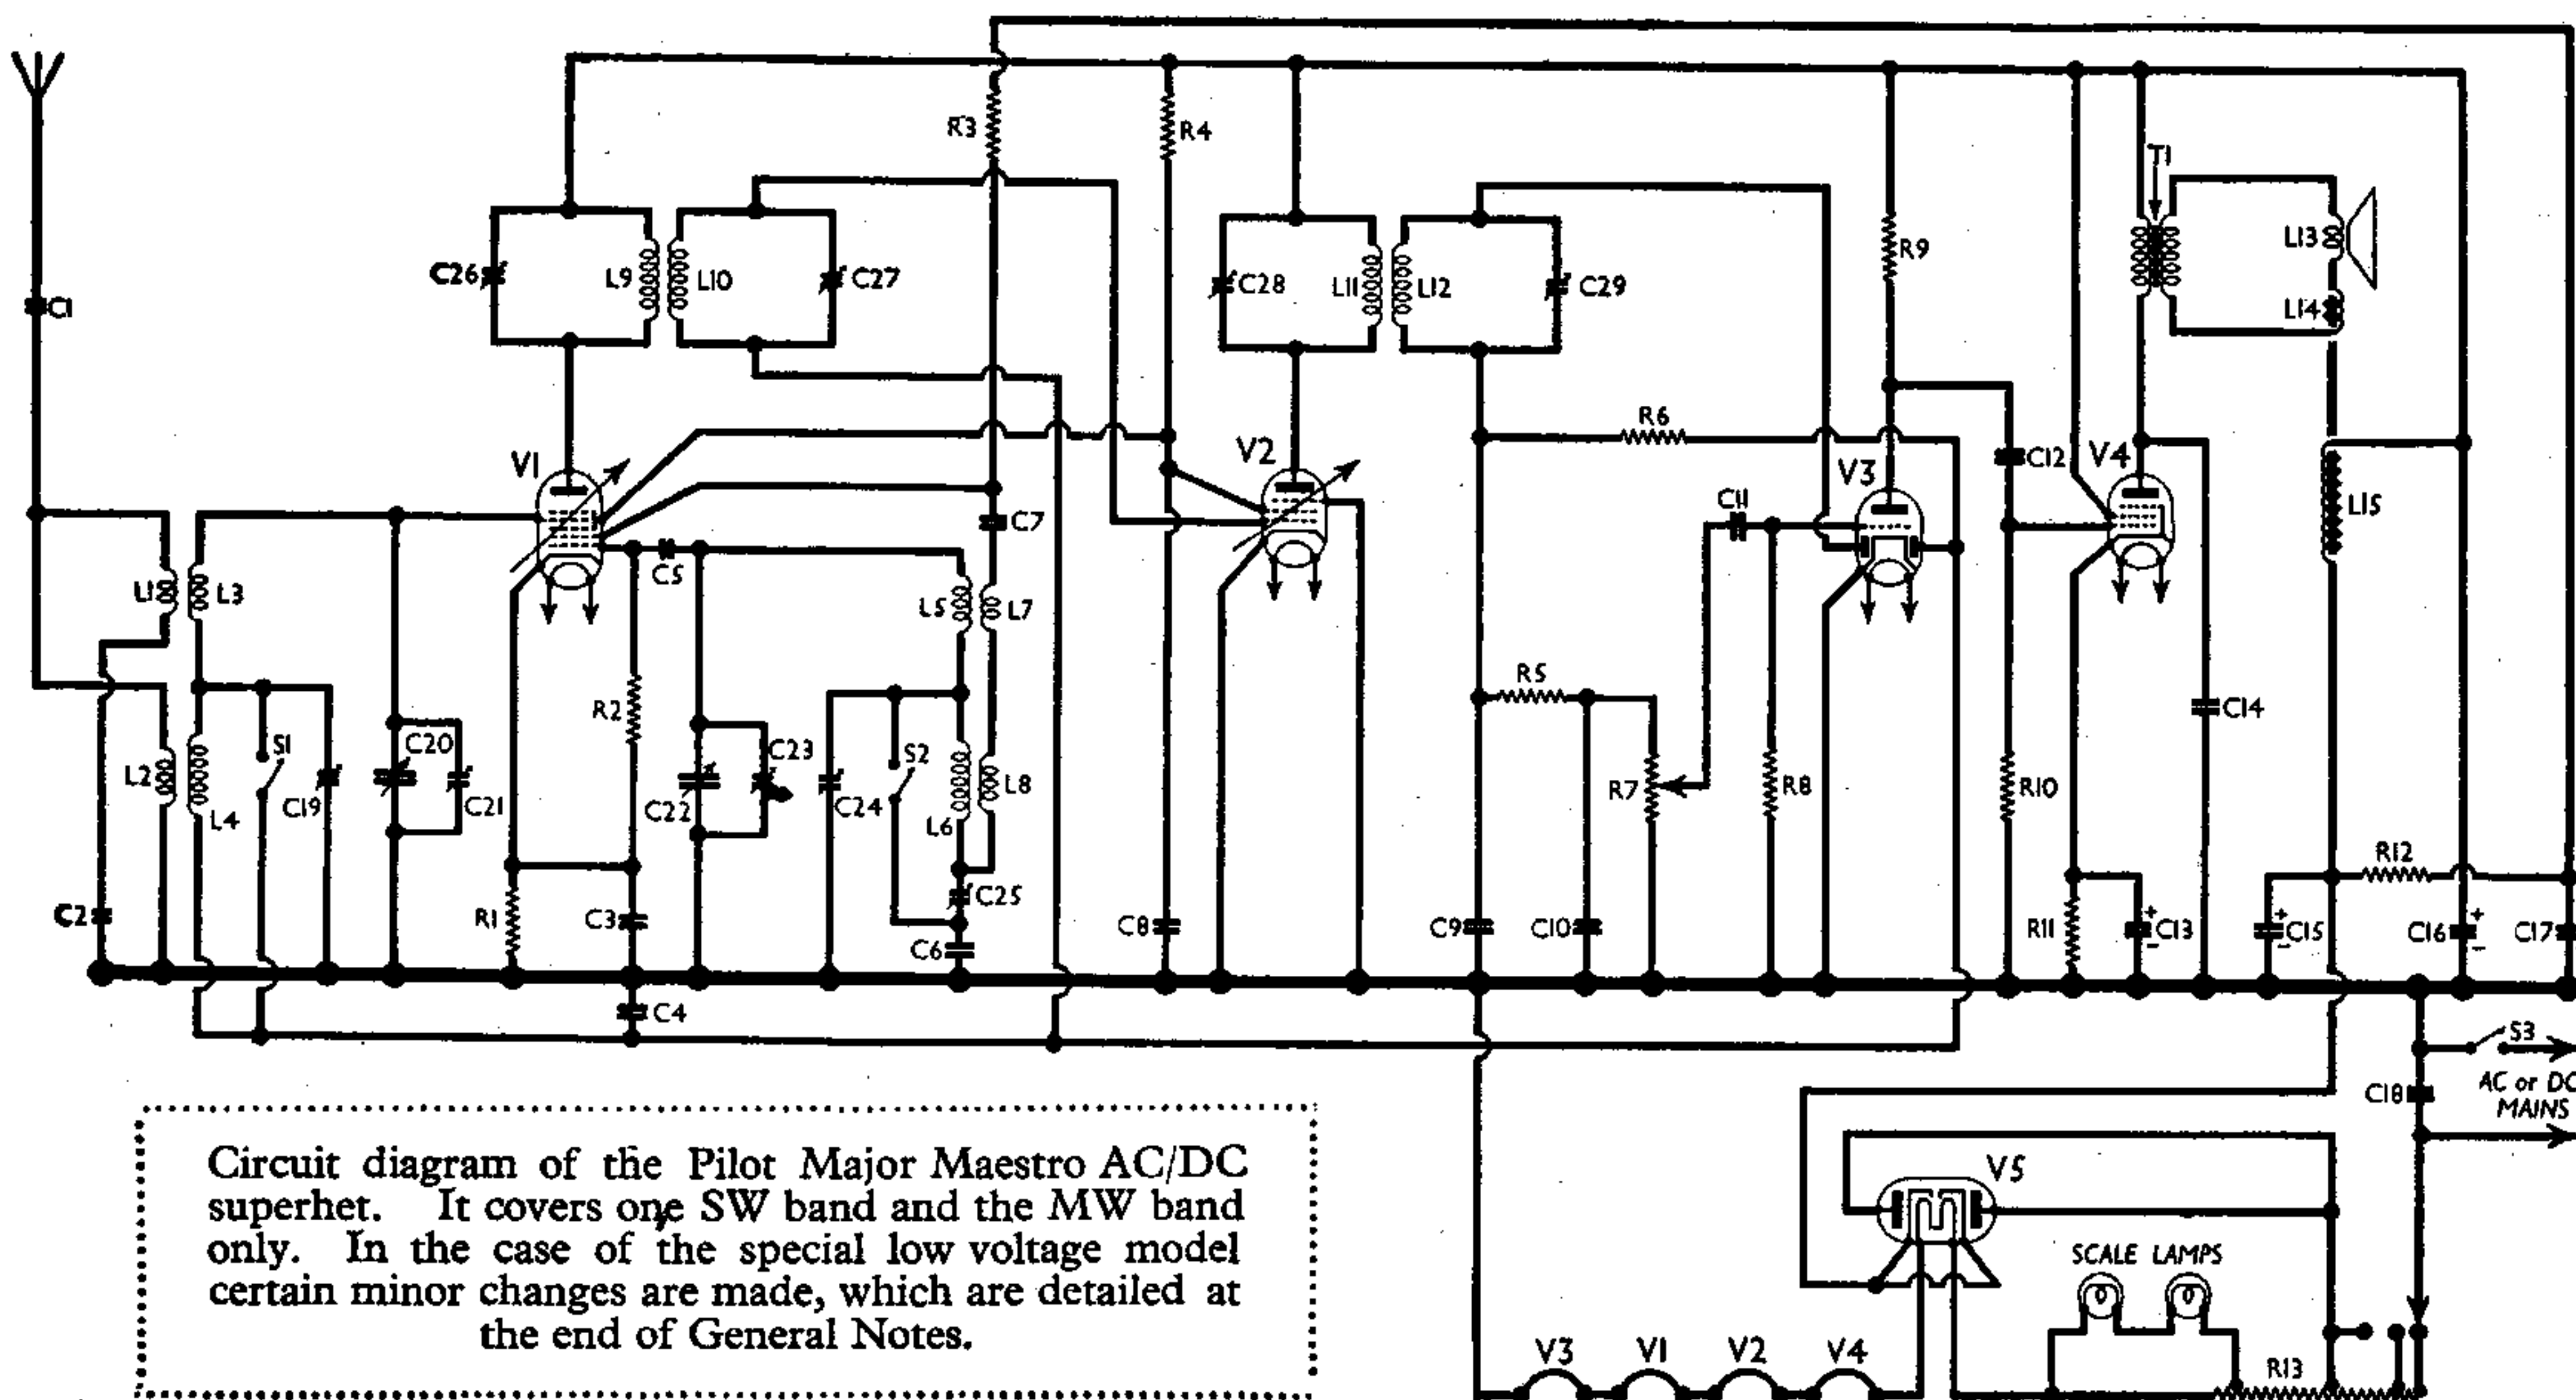 R3
R4
T1
C26
L9
L10
C27
C28
L11
L12
C29
R9
L13
L14
C1
V1
V2
R6
V3
C12
V4
L15
C7
C11
L1
L3
C5
L5
L7
R5
R2
C14
S1
C20
C23
S2
L2
C19
C21
C22
C24
L8
R7
R8
R10
L4
L6
R12
C25
C2
R1
C3
C6
C8
C9
C10
R11
C13
C15
C16
C17
+ + +
- - -
C4
S3
AC or DC
MAINS
C18
Circuit diagram of the Pilot Major Maestro AC/DC
superhet. It covers one SW band and the MW band
only. In the case of the special low voltage model
certain minor changes are made, which are detailed at
the end of General Notes.
V5
SCALE LAMPS
V3 V1 V2 V4
R13